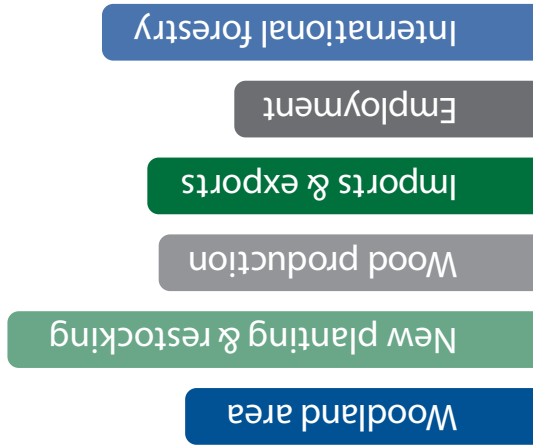 Woodland area
New planting & restocking
Wood production
Imports & exports
Employment
International forestry